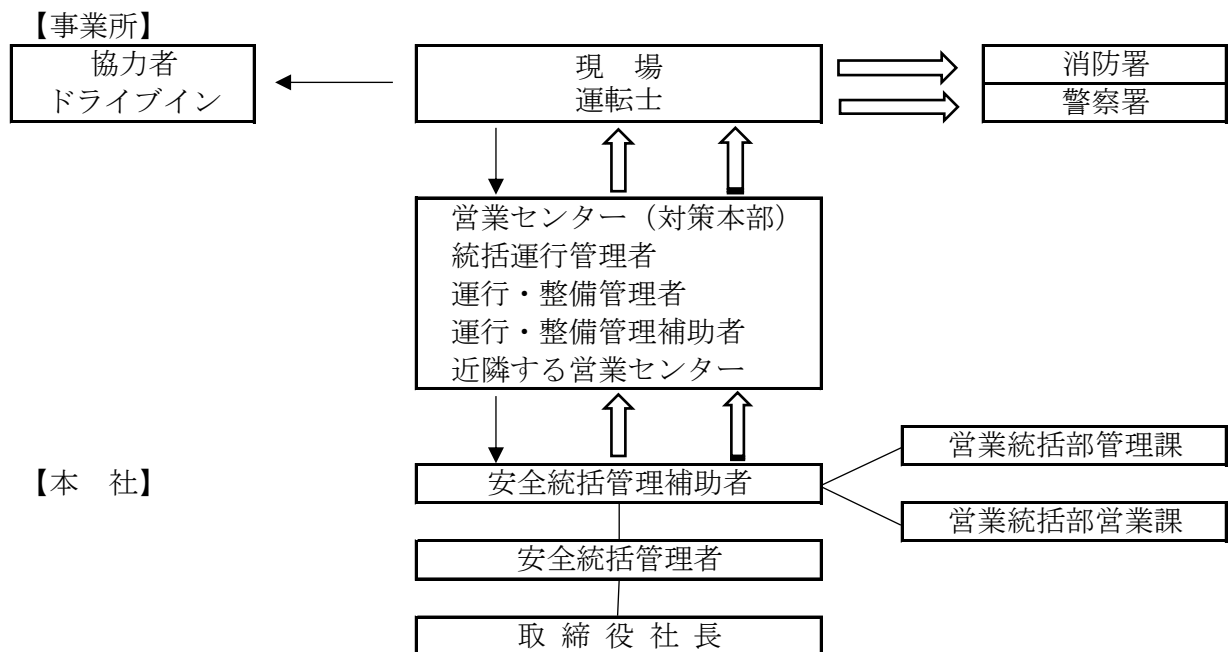 【事業所】
協力者
ドライブイン
現　場
運転士
消防署
警察署
営業センター（対策本部）
統括運行管理者
運行・整備管理者
運行・整備管理補助者
近隣する営業センター
営業統括部管理課
【本　社】
安全統括管理補助者
営業統括部営業課
安全統括管理者
取 締 役 社 長